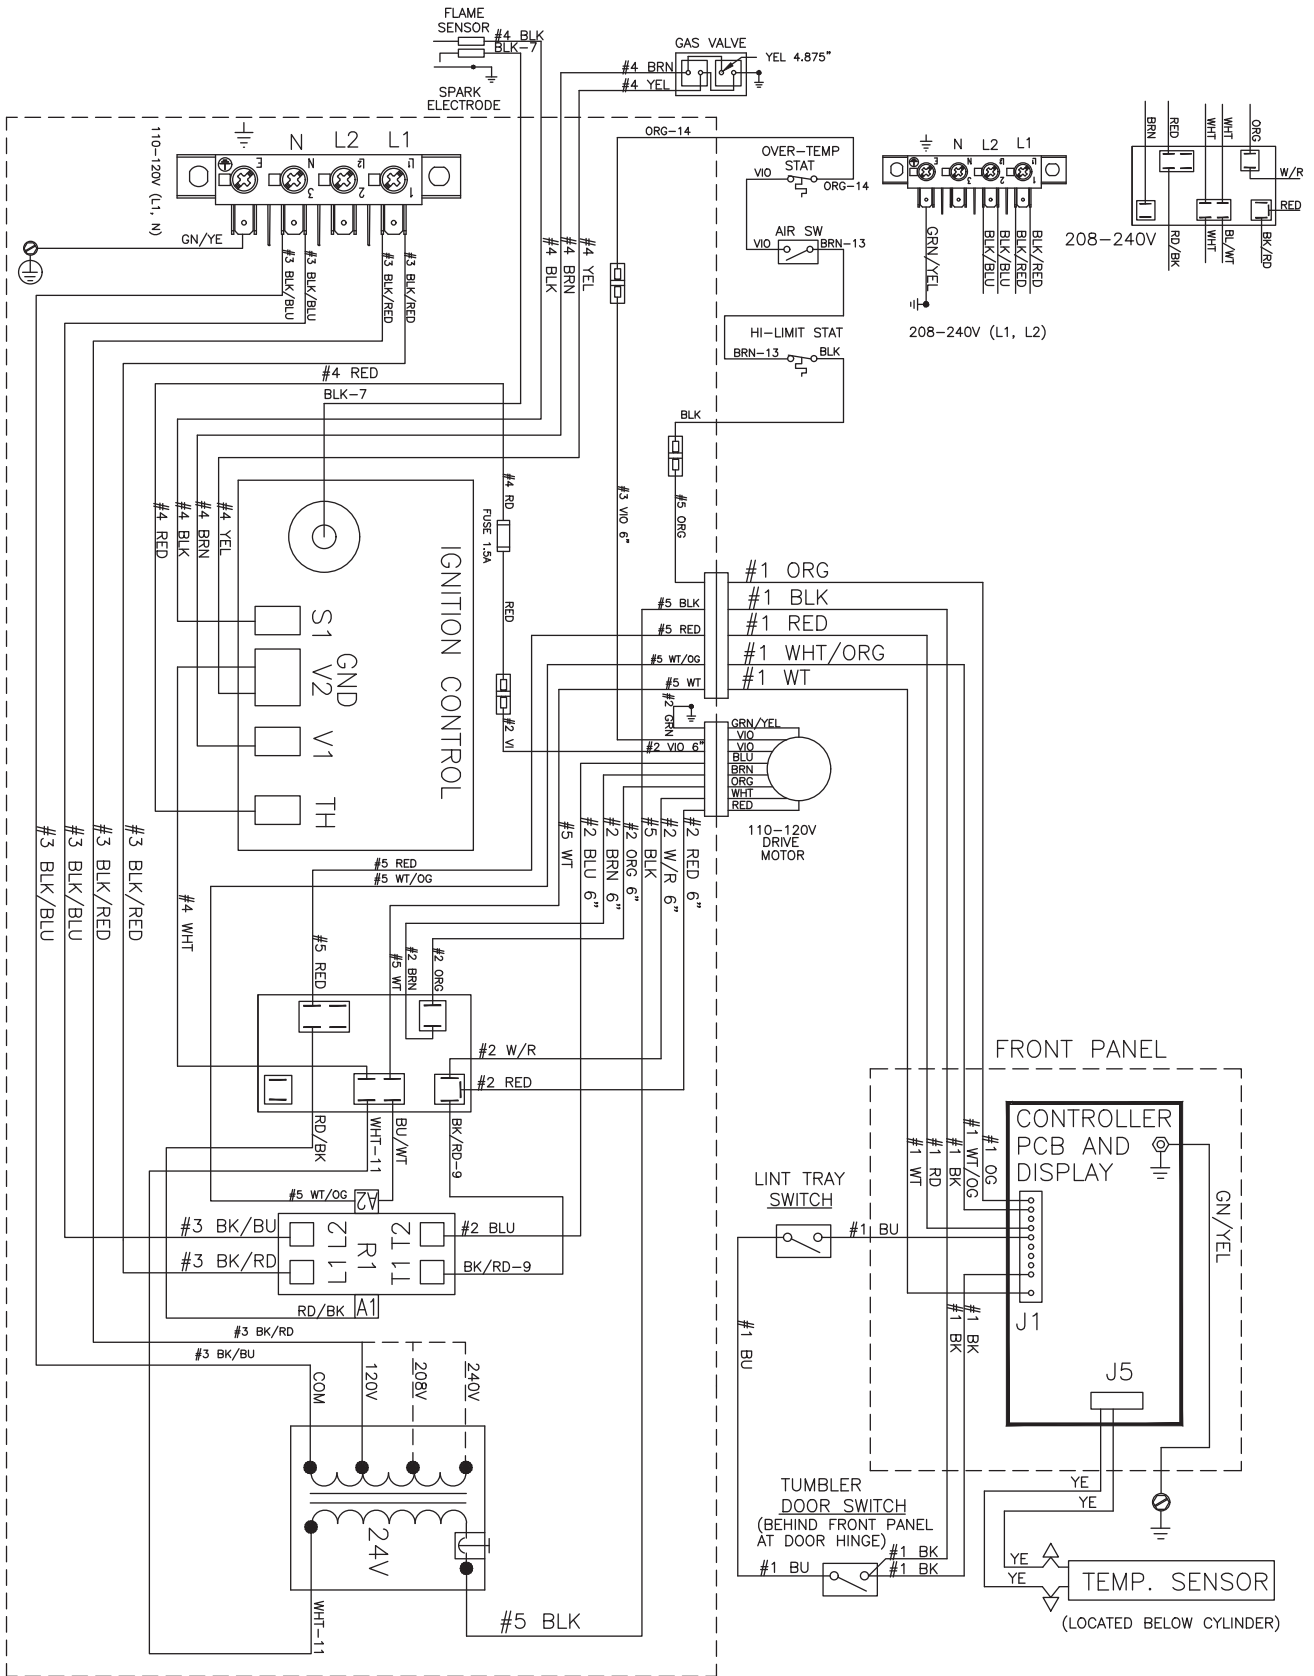 FLAME
SENSOR
#4 BLK
BLK-7
SPARK
ELECTRODE
GAS VALVE
YEL 4.875"
#4 BRN
#4 YEL
110-120V (L1, N)
N L2 L1
E N L2 L1
3 2 1
GN/YE
#3 BLK/BLU
#3 BLK/BLU
#3 BLK/RED
#3 BLK/RED
#4 BLK
#4 BRN
#4 YEL
ORG-14
OVER-TEMP
STAT
VIO
ORG-14
AIR SW
VIO
BRN-13
HI-LIMIT STAT
BRN-13
BLK
BLK
N L2 L1
E N L2 L1
3 2 1
GRN/YEL
BLK/BLU
BLK/BLU
BLK/RED
BLK/RED
208-240V (L1, L2)
BRN
RED
WHT
WHT
ORG
W/R
RED
208-240V
RD/BK
WHT
BL/WT
BK/RD
#4 RED
BLK-7
#4 RD
FUSE 1.5A
RED
#2 VI
#3 VIO 6"
#5 ORG
#4 RED
#4 BLK
#4 BRN
#4 YEL
IGNITION CONTROL
S1
GND
V2
V1
TH
#1 ORG
#5 BLK
#1 BLK
#5 RED
#1 RED
#5 WT/OG
#1 WHT/ORG
#5 WT
#1 WT
#2 GRN
GRN/YEL
VIO
#2 VIO 6"
VIO
BLU
BRN
ORG
WHT
RED
110-120V
DRIVE
MOTOR
#3 BLK/BLU
#3 BLK/BLU
#3 BLK/RED
#3 BLK/RED
#4 WHT
#5 RED
#5 WT/OG
#5 WT
#2 BLU 6"
#2 BRN 6"
#2 ORG 6"
#5 BLK
#2 W/R 6"
#2 RED 6"
#5 RED
#5 WT
#2 BRN
#2 ORG
#2 W/R
#2 RED
RD/BK
WHT-11
BU/WT
BK/RD-9
#5 WT/OG
A2
#3 BK/BU
L2
T2
#2 BLU
R1
#3 BK/RD
L1
T1
BK/RD-9
RD/BK
A1
#3 BK/RD
#3 BK/BU
COM
120V
208V
240V
24V
WHT-11
#5 BLK
FRONT PANEL
CONTROLLER
PCB AND
DISPLAY
#1 WT
#1 RD
#1 BK
#1 WT/OG
#1 OG
GN/YEL
LINT TRAY
SWITCH
#1 BU
J1
#1 BK
#1 BK
#1 BU
J5
TUMBLER
DOOR SWITCH
(BEHIND FRONT PANEL
AT DOOR HINGE)
#1 BK
#1 BU
#1 BK
YE
YE
YE
YE
TEMP. SENSOR
(LOCATED BELOW CYLINDER)